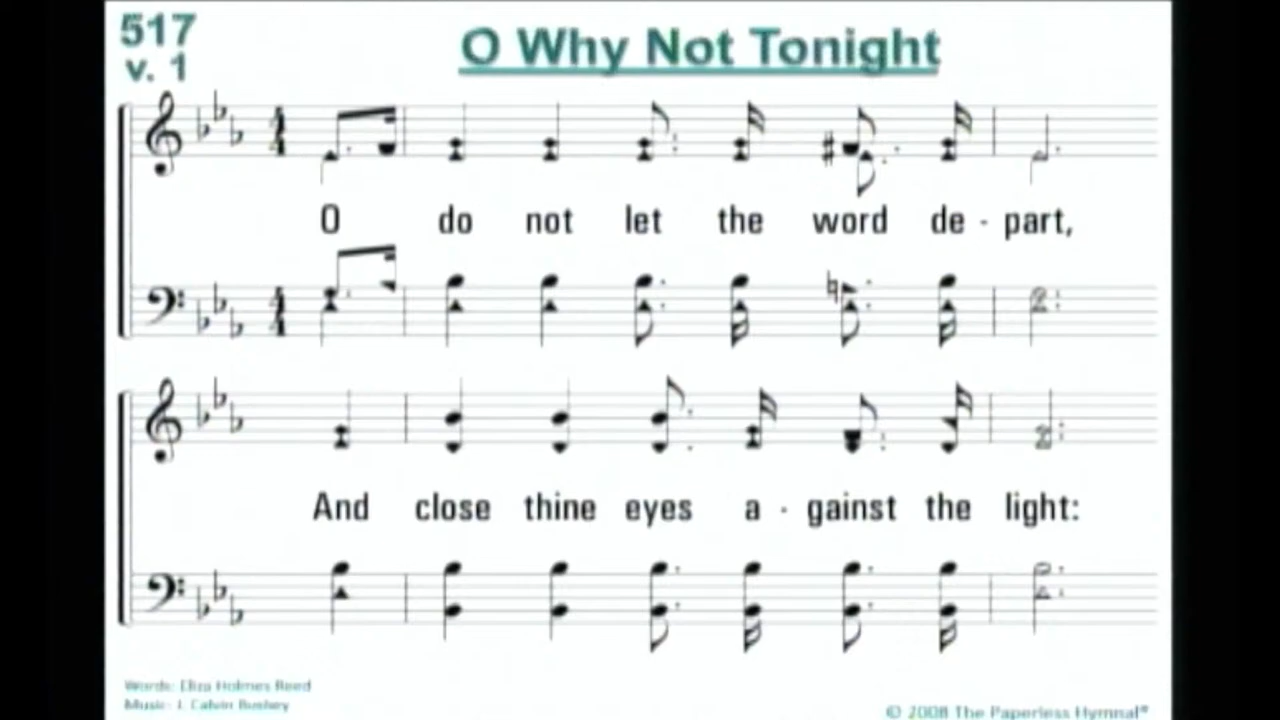 517
v. 1
O Why Not Tonight
O do not let the word de - part,
And close thine eyes a - gainst the light:
Words: Eliza Holmes Reed
Music: J. Calvin Bushey
© 2008 The Paperless Hymnal®